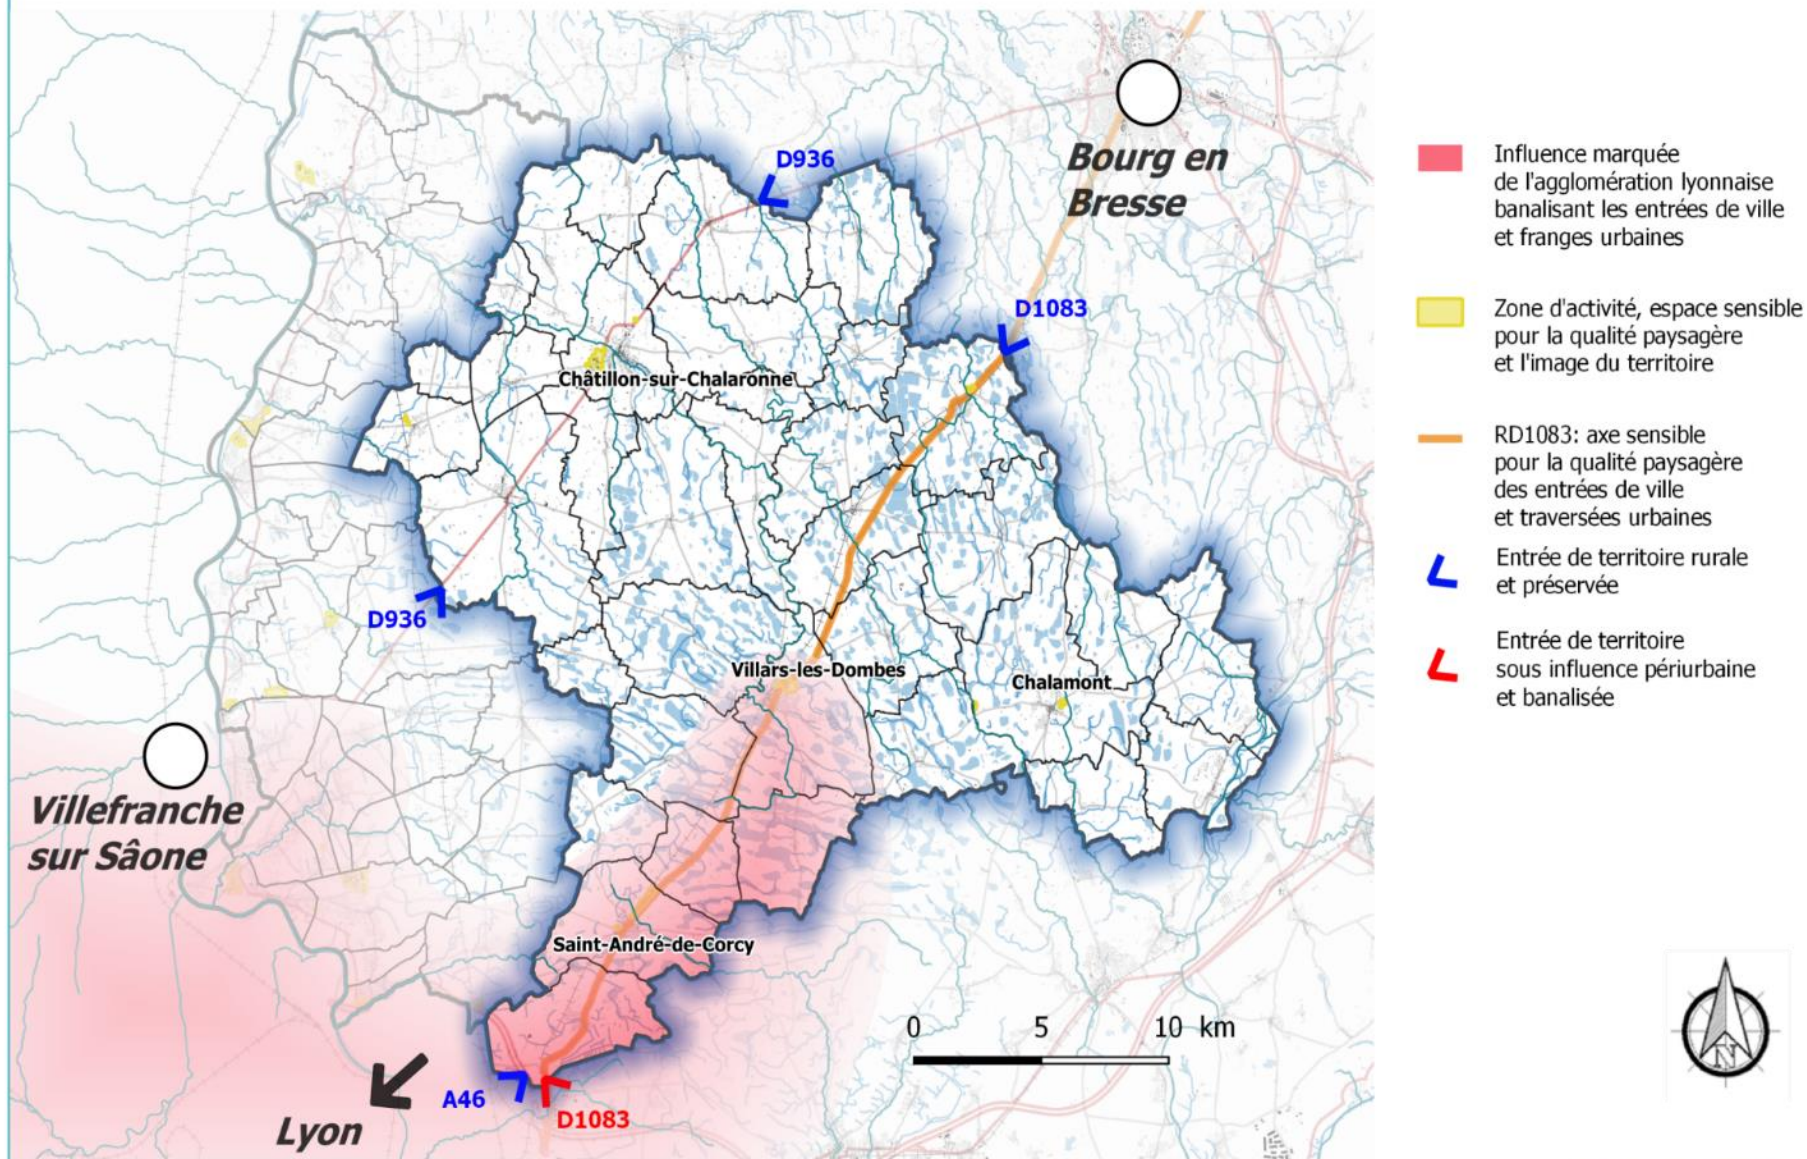 D936
Bourg en
Bresse
D1083
Châtillon-sur-Chalaronne
D936
Villars-les-Dombes
Chalamont
Villefranche
sur Sâone
Saint-André-de-Corcy
0 5 10 km
A46
D1083
Lyon
Influence marquée
de l'agglomération lyonnaise
banalisant les entrées de ville
et franges urbaines
Zone d'activité, espace sensible
pour la qualité paysagère
et l'image du territoire
RD1083: axe sensible
pour la qualité paysagère
des entrées de ville
et traversées urbaines
Entrée de territoire rurale
et préservée
Entrée de territoire
sous influence périurbaine
et banalisée
N